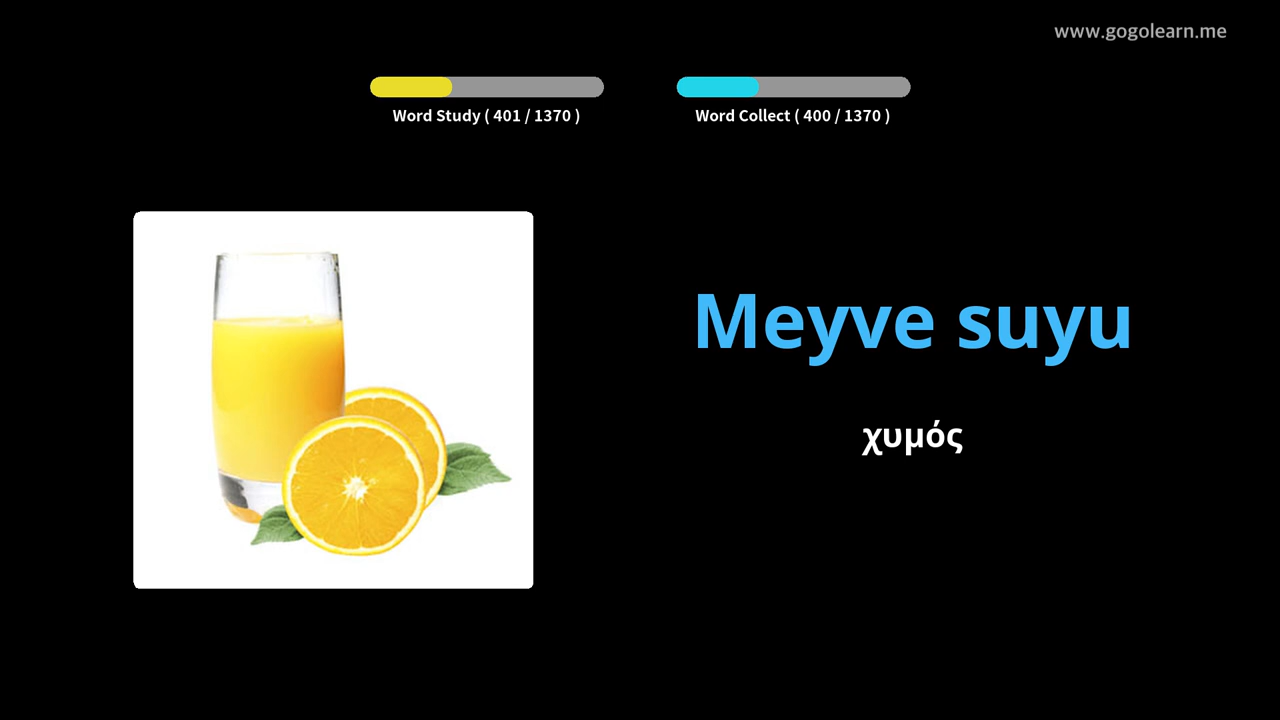 www.gogolearn.me
Word Study ( 401 / 1370 )
Word Collect ( 400 / 1370 )
Meyve suyu
χυμός